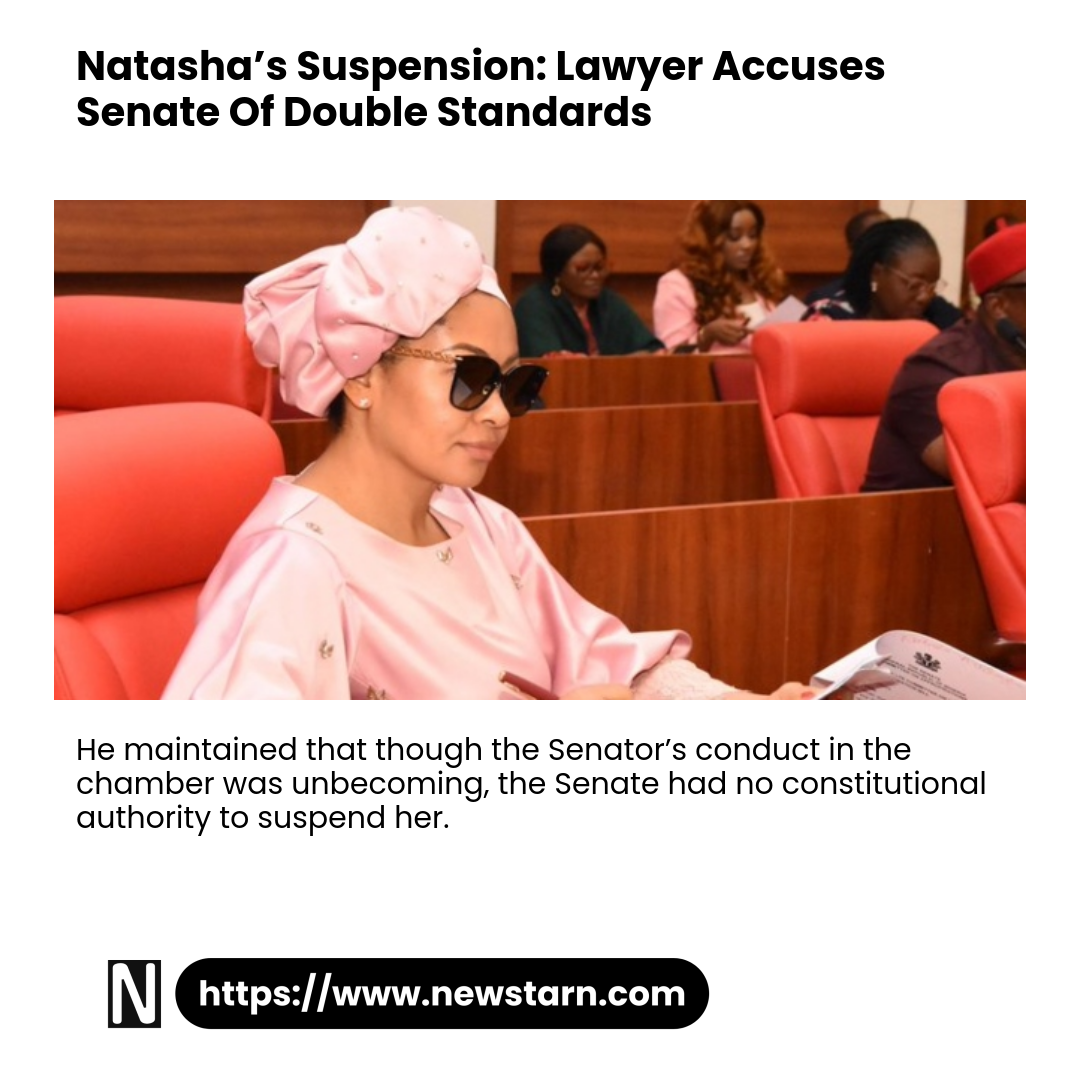 Natasha’s Suspension: Lawyer Accuses
Senate Of Double Standards
He maintained that though the Senator’s conduct in the
chamber was unbecoming, the Senate had no constitutional
authority to suspend her.
N
https://www.newstarn.com